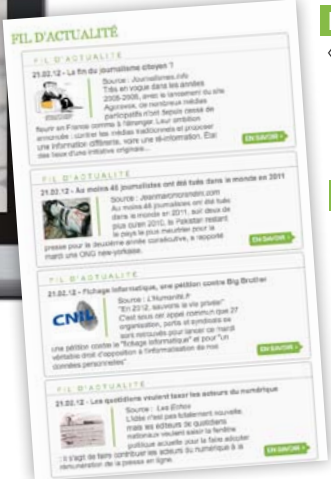 FIL D'ACTUALITÉ
FIL D'ACTUALITÉ
21.02.12 - La fin du journalisme citoyen ?
Source : Journalismes.info
Très en vogue dans les années
2005-2008, avec le lancement du site
Agoravox, de nombreux médias
participatifs n'ont depuis cessé de
fleurir en France comme à l'étranger. Leur ambition
annoncée : contrer les médias traditionnels et proposer
une information différente, voire une ré-information. État
des lieux d'une initiative originale...
EN SAVOIR +
FIL D'ACTUALITÉ
21.02.12 - Au moins 46 journalistes ont été tués dans le monde en 2011
Source : Jeanmarcmorandini.com
Au moins 46 journalistes ont été tués
dans le monde en 2011, soit deux de
plus qu'en 2010, le Pakistan restant
le pays le plus meurtrier pour la
presse pour la deuxième année consécutive, a rapporté
mardi une ONG new-yorkaise.
EN SAVOIR +
FIL D'ACTUALITÉ
21.02.12 - Fichage informatique, une pétition contre Big Brother
CNIL
Source : L'Humanité.fr
"En 2012, sauvons la vie privée!"
C'est sous cet appel commun que 27
organisation, partis et syndicats se
sont retrouvés pour lancer ce mardi
une pétition contre le "fichage informatique" et pour "un
véritable droit d'opposition à l'informatisation de nos
données personnelles".
EN SAVOIR +
FIL D'ACTUALITÉ
21.02.12 - Les quotidiens veulent taxer les acteurs du numérique
Source : Les Echos
L'idée n'est pas totalement nouvelle,
mais les éditeurs de quotidiens
nationaux veulent saisir la fenêtre
politique actuelle pour la faire adopter
: il s'agit de faire contribuer les acteurs du numérique à la
rémunération de la presse en ligne.
EN SAVOIR +